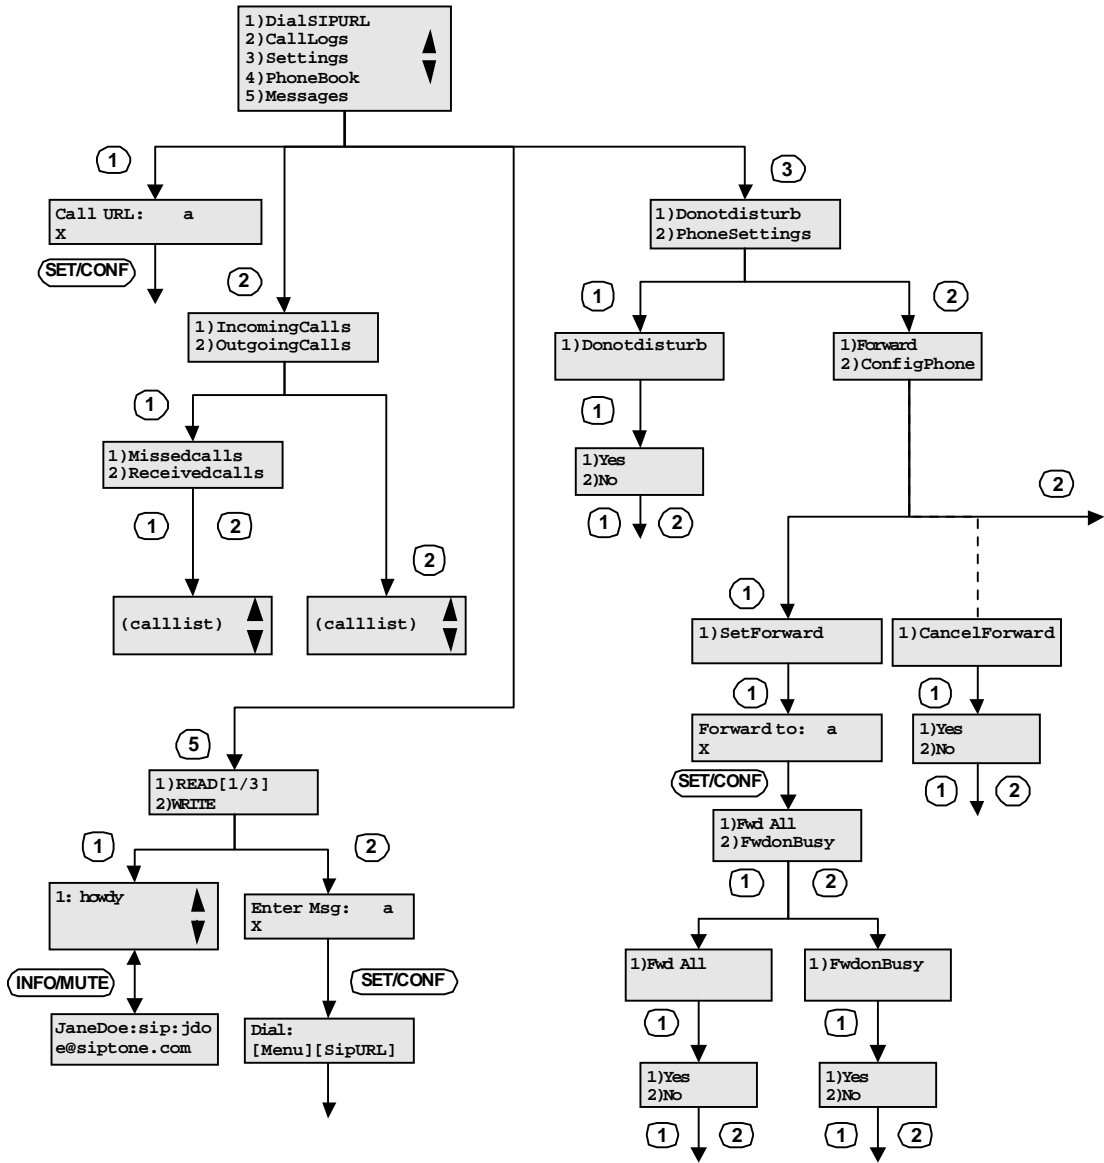 1)DialSIPURL
2)CallLogs
3)Settings
4)PhoneBook
5)Messages
1
3
Call URL: a
X
1)Donotdisturb
2)PhoneSettings
SET/CONF
2
1
2
1)IncomingCalls
2)OutgoingCalls
1)Donotdisturb
1)Forward
2)ConfigPhone
1
1
1)Missedcalls
2)Receivedcalls
1)Yes
2)No
2
1
2
1
2
2
1
(calllist)
(calllist)
1)SetForward
1)CancelForward
1
1
5
Forward to: a
X
1)Yes
2)No
1)READ[1/3]
2)WRITE
SET/CONF
1
2
1)Fwd All
2)FwdonBusy
1
2
1
2
1: howdy
Enter Msg: a
X
1)Fwd All
1)FwdonBusy
INFO/MUTE
SET/CONF
1
1
JaneDoe:sip:jdo
e@siptone.com
Dial:
[Menu][SipURL]
1)Yes
2)No
1)Yes
2)No
1
2
1
2